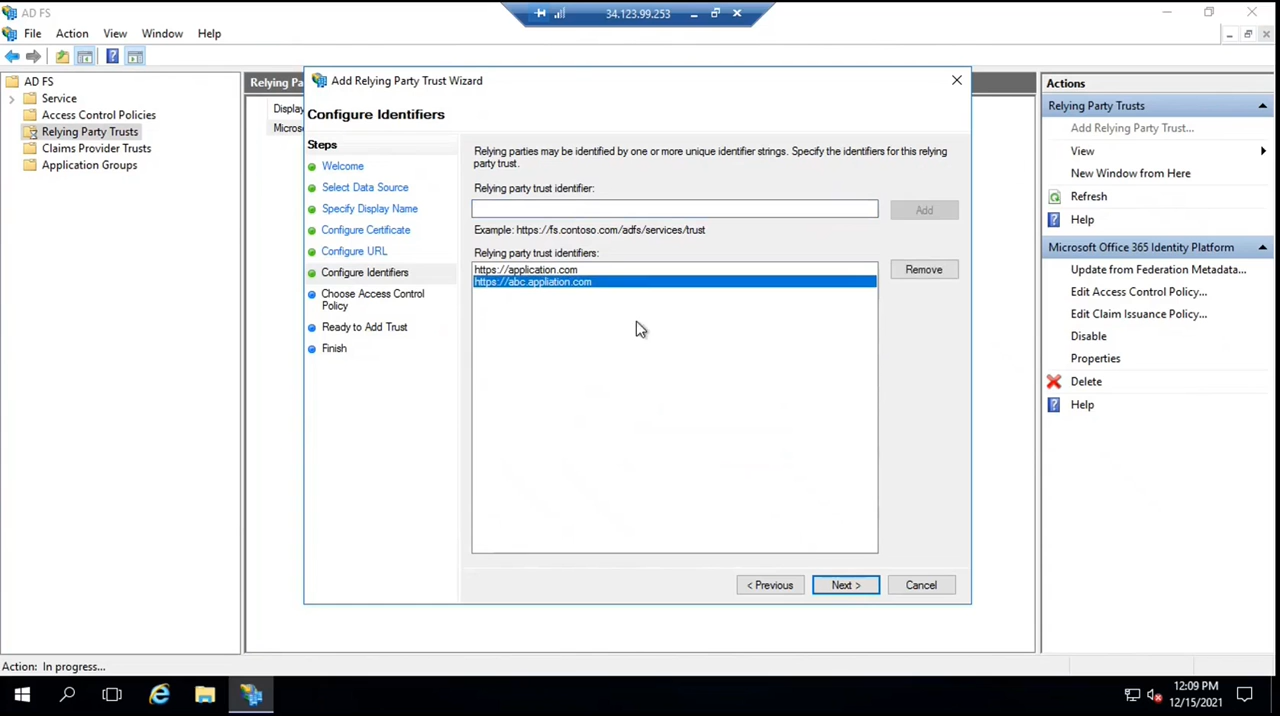 AD FS
34.123.99.253
File Action View Window Help
AD FS
Service
Access Control Policies
Relying Party Trusts
Claims Provider Trusts
Application Groups
Relying Pa
Display
Micros
Add Relying Party Trust Wizard
Configure Identifiers
Steps
Welcome
Select Data Source
Specify Display Name
Configure Certificate
Configure URL
Configure Identifiers
Choose Access Control
Policy
Ready to Add Trust
Finish
Relying parties may be identified by one or more unique identifier strings. Specify the identifiers for this relying
party trust.
Relying party trust identifier:
Add
Example: https://fs.contoso.com/adfs/services/trust
Relying party trust identifiers:
https://application.com
https://abc.appliation.com
Remove
< Previous
Next >
Cancel
Actions
Relying Party Trusts
Add Relying Party Trust...
View
New Window from Here
Refresh
Help
Microsoft Office 365 Identity Platform
Update from Federation Metadata...
Edit Access Control Policy...
Edit Claim Issuance Policy...
Disable
Properties
Delete
Help
Action: In progress...
12:09 PM
12/15/2021